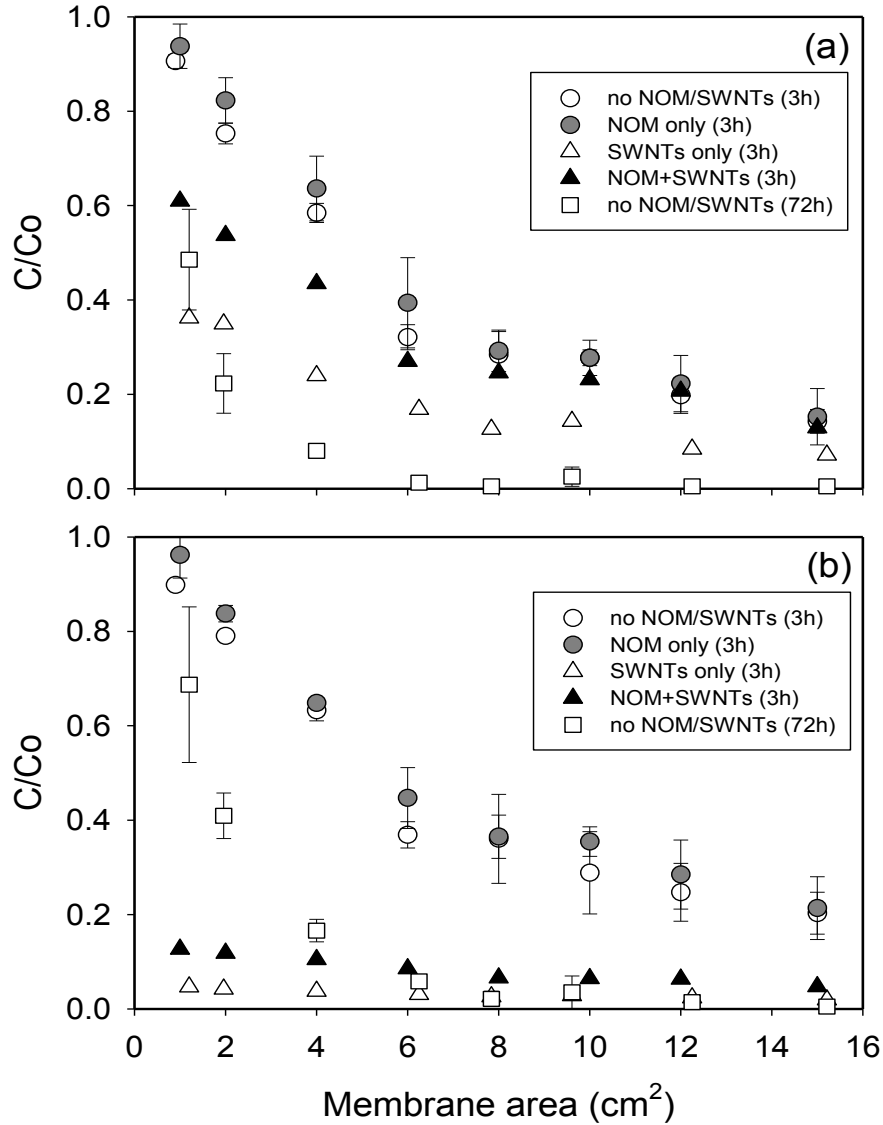 (a)
1.0
0.8
0.6
0.4
0.2
0.0
C/Co
no NOM/SWNTs (3h)
NOM only (3h)
SWNTs only (3h)
NOM+SWNTs (3h)
no NOM/SWNTs (72h)
(b)
1.0
0.8
0.6
0.4
0.2
0.0
C/Co
no NOM/SWNTs (3h)
NOM only (3h)
SWNTs only (3h)
NOM+SWNTs (3h)
no NOM/SWNTs (72h)
0 2 4 6 8 10 12 14 16
Membrane area (cm²)